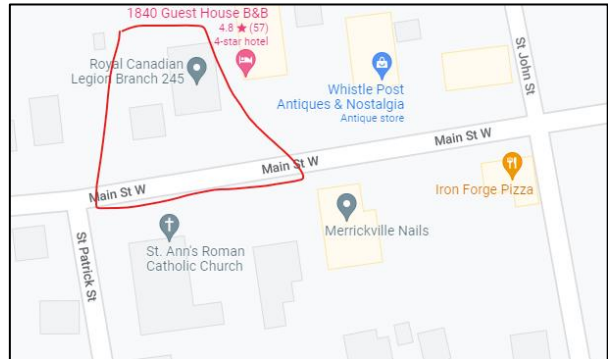 1840 Guest House B&B
4.8 ★ (57)
4-star hotel
Royal Canadian
Legion Branch 245
Whistle Post
Antiques & Nostalgia
Antique store
St John St
Main St W
Main St W
Main St W
Iron Forge Pizza
Merrickville Nails
St. Ann's Roman
Catholic Church
St Patrick St